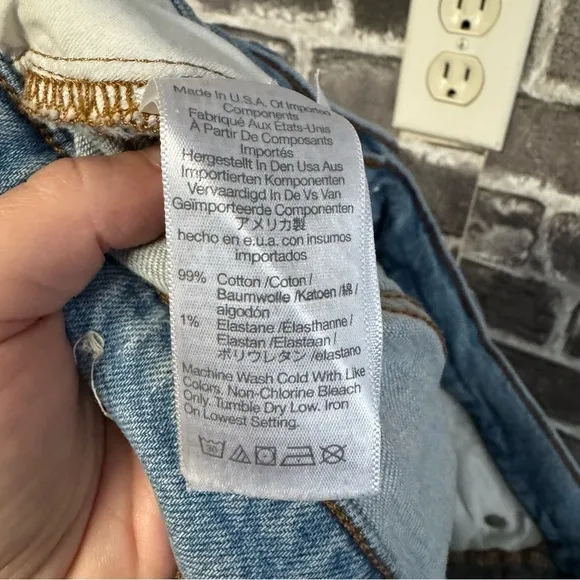 Made In U.S.A. Of Imported
Components
Fabriqué Aux États-Unis
À Partir De Composants
Importés
Hergestellt In Den Usa Aus
Importierten Komponenten
Vervaardigd In De Vs Van
Geïmporteerde Componenten
アメリカ製
hecho en e.u.a. con insumos
importados
99% Cotton /Coton/
Baumwolle /Katoen /綿/
algodón
1% Elastane /Elasthanne/
Elastan /Elastaan/
ポリウレタン /elastano
Machine Wash Cold With Like
Colors. Non-Chlorine Bleach
Only. Tumble Dry Low. Iron
On Lowest Setting.
30